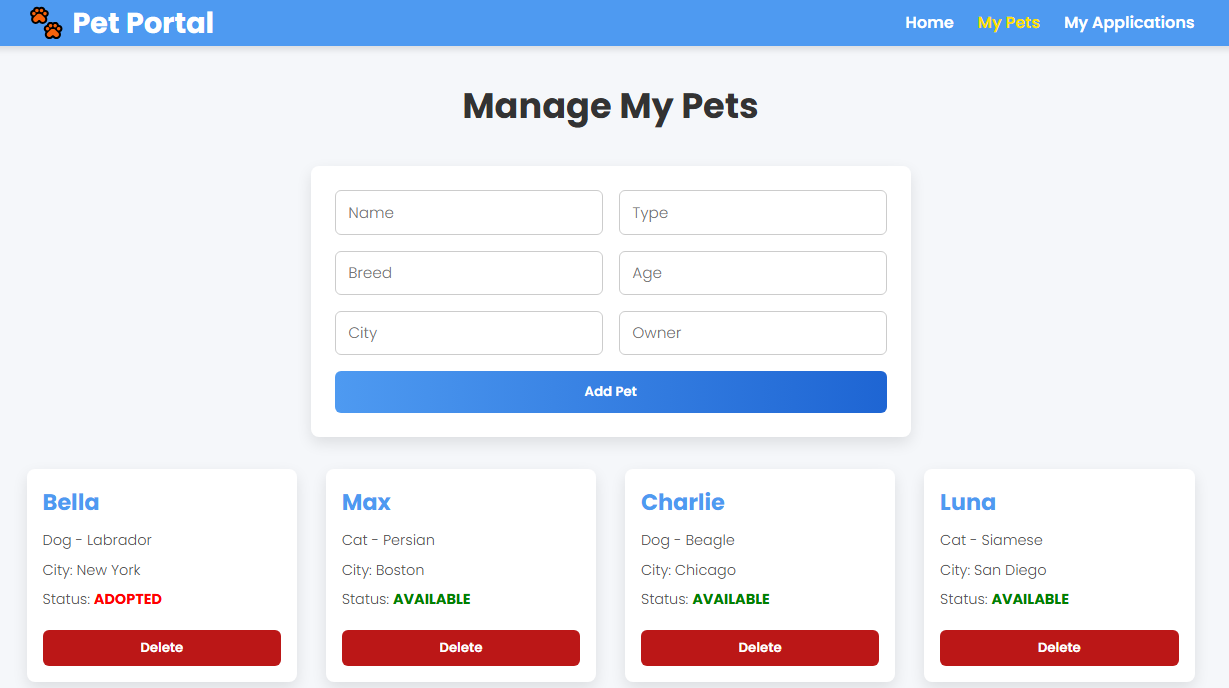 Pet Portal
Home My Pets My Applications
Manage My Pets
Name Type
Breed Age
City Owner
Add Pet
Bella
Dog - Labrador
City: New York
Status: ADOPTED
Delete
Max
Cat - Persian
City: Boston
Status: AVAILABLE
Delete
Charlie
Dog - Beagle
City: Chicago
Status: AVAILABLE
Delete
Luna
Cat - Siamese
City: San Diego
Status: AVAILABLE
Delete